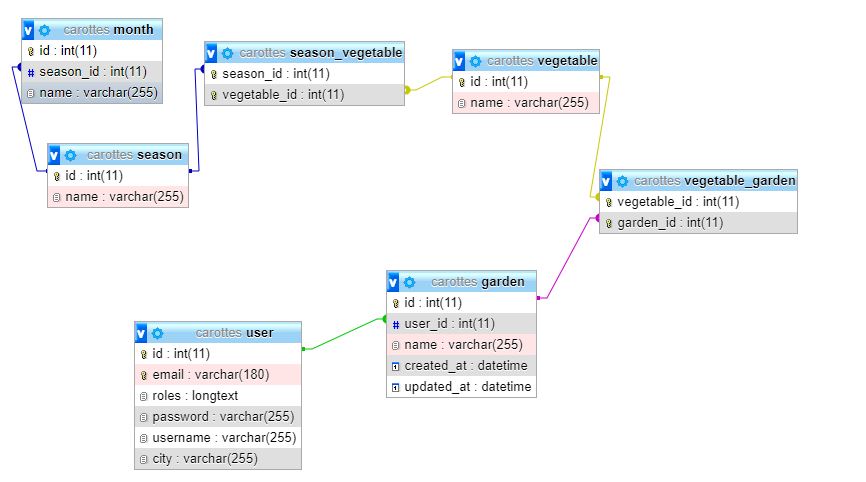 v carottes month
id : int(11)
# season_id : int(11)
name : varchar(255)
v carottes season_vegetable
season_id : int(11)
vegetable_id : int(11)
v carottes vegetable
id : int(11)
name : varchar(255)
v carottes season
id : int(11)
name : varchar(255)
v carottes vegetable_garden
vegetable_id : int(11)
garden_id : int(11)
v carottes garden
id : int(11)
# user_id : int(11)
name : varchar(255)
created_at : datetime
updated_at : datetime
v carottes user
id : int(11)
email : varchar(180)
roles : longtext
password : varchar(255)
username : varchar(255)
city : varchar(255)